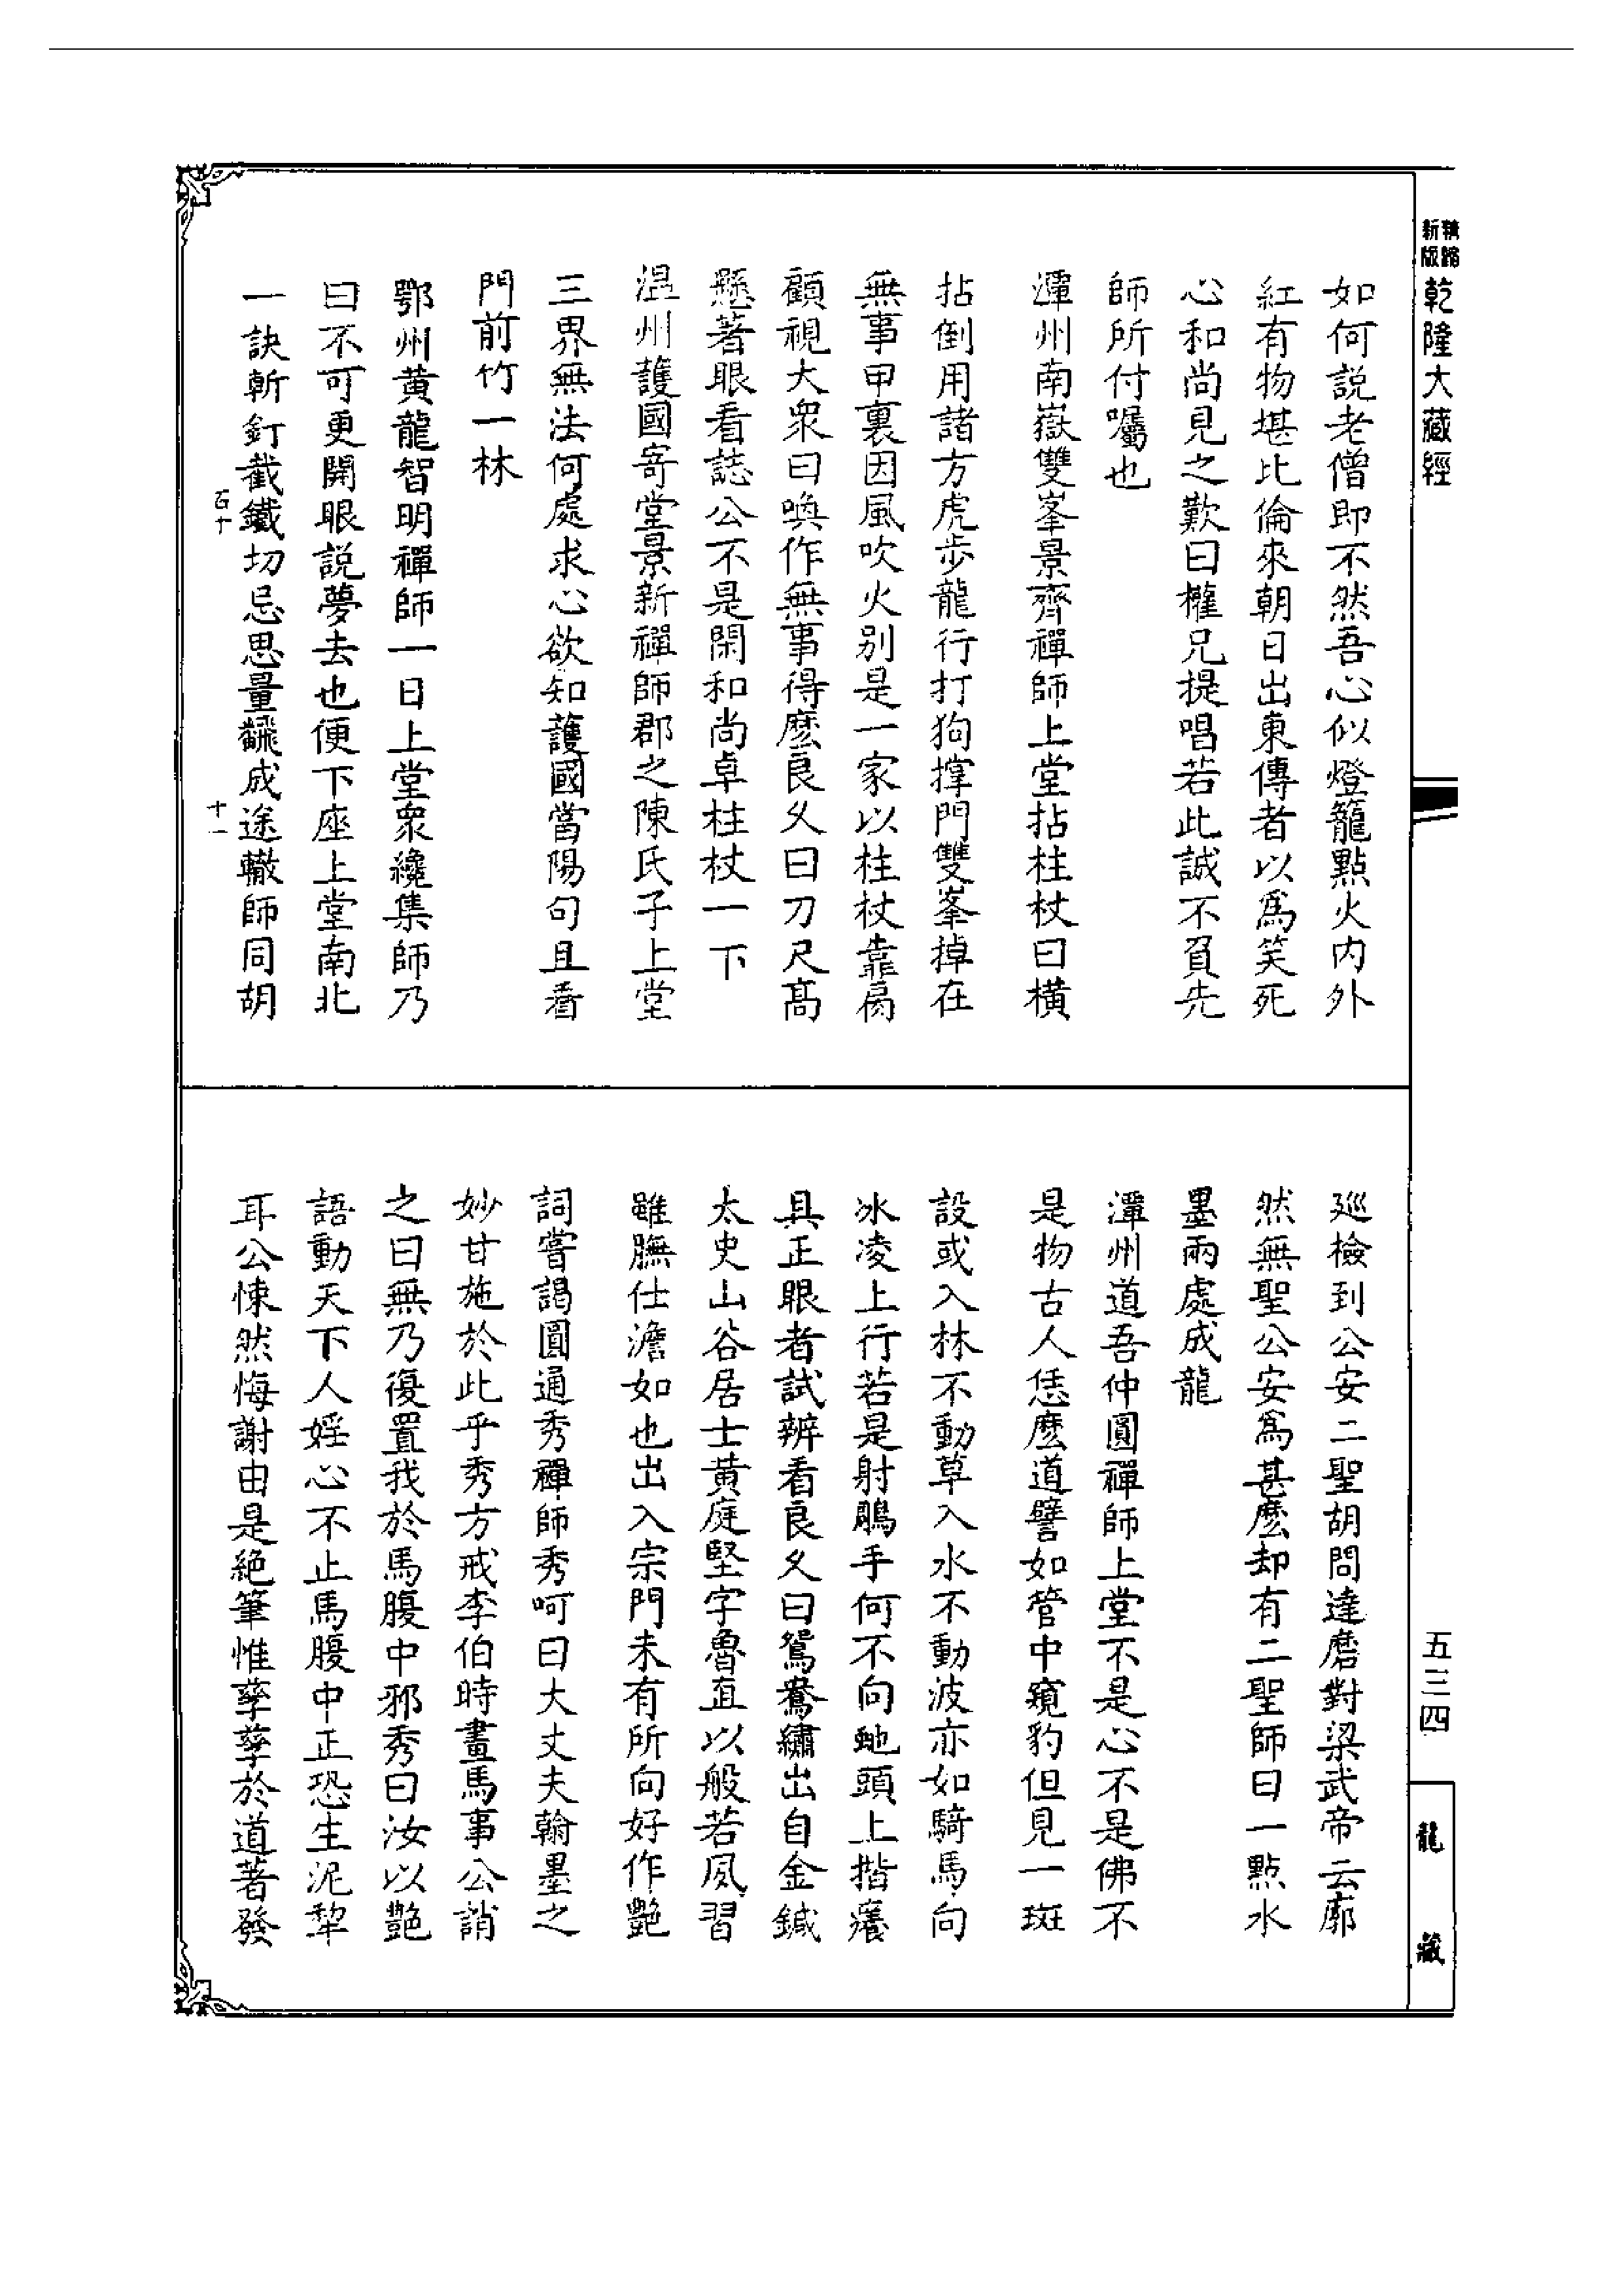 新版精縮乾隆大藏經
如何説老僧即不然吾心似燈籠點火内外
紅有物堪比倫來朝日出東傳者以爲笑死
心和尚見之歎曰權兄提唱若此誠不負先
師所付囑也
潭州南嶽雙峯景齊禪師上堂拈柱杖曰橫
拈倒用諸方虎步龍行打狗撑門雙峯掉在
無事甲裏因風吹火别是一家以柱杖靠肩
顧視大衆曰喚作無事得麽良久曰刀尺高
懸著眼看誌公不是閑和尚卓柱杖一下
温州護國寄堂景新禪師郡之陳氏子上堂
三界無法何處求心欲知護國當陽句且看
門前竹一林
鄂州黄龍智明禪師一日上堂衆纔集師乃
曰不可更開眼説夢去也便下座上堂南北
一訣斬釘截鐵切忌思量飜成途轍師同胡
十一
巡檢到公安二聖胡問達磨對梁武帝云廓
然無聖公安爲甚麽却有二聖師曰一點水
墨兩處成龍
潭州道吾仲圓禪師上堂不是心不是佛不
是物古人恁麽道譬如管中窺豹但見一斑
設或入林不動草入水不動波亦如騎馬向
冰凌上行若是射鵰手何不向虵頭上揩癢
具正眼者試辨看良久曰鴛鴦繡出自金鍼
太史山谷居士黄庭堅字魯直以般若夙習
雖膴仕澹如也出入宗門未有所向好作艷
詞嘗謁圓通秀禪師秀呵曰大丈夫翰墨之
妙甘施於此乎秀方戒李伯時畫馬事公誚
之曰無乃復置我於馬腹中邪秀曰汝以艷
語動天下人婬心不止馬腹中正恐生泥犂
耳公悚然悔謝由是絶筆惟孳孳於道著發
五三四
龍藏